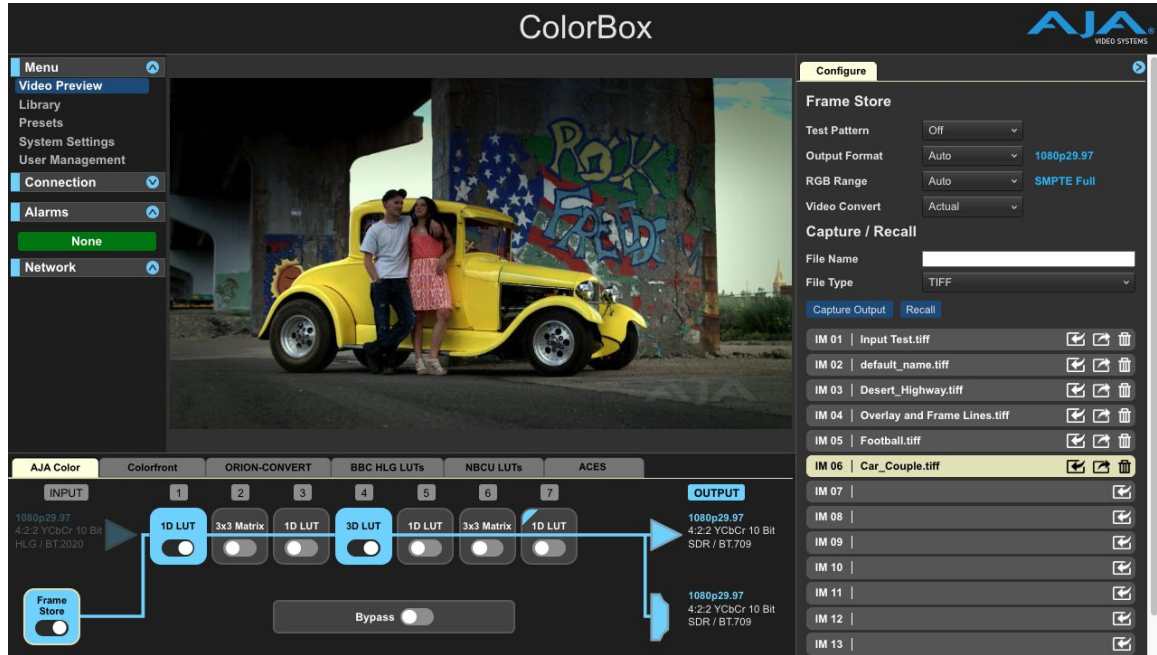 ColorBox
AJA
VIDEO SYSTEMS
Menu
Video Preview
Library
Presets
System Settings
User Management
Connection
Alarms
None
Network
ROCK
AJA
AJA Color
Colorfront
ORION-CONVERT
BBC HLG LUTs
NBCU LUTs
ACES
INPUT
1
2
3
4
5
6
7
OUTPUT
1080p29.97
4:2:2 YCbCr 10 Bit
HLG / BT.2020
1D LUT
3x3 Matrix
1D LUT
3D LUT
1D LUT
3x3 Matrix
1D LUT
1080p29.97
4:2:2 YCbCr 10 Bit
SDR / BT.709
Frame
Store
Bypass
1080p29.97
4:2:2 YCbCr 10 Bit
SDR / BT.709
Configure
Frame Store
Test Pattern Off
Output Format Auto 1080p29.97
RGB Range Auto SMPTE Full
Video Convert Actual
Capture / Recall
File Name
File Type TIFF
Capture Output Recall
IM 01 | Input Test.tiff
IM 02 | default_name.tiff
IM 03 | Desert_Highway.tiff
IM 04 | Overlay and Frame Lines.tiff
IM 05 | Football.tiff
IM 06 | Car_Couple.tiff
IM 07 |
IM 08 |
IM 09 |
IM 10 |
IM 11 |
IM 12 |
IM 13 |